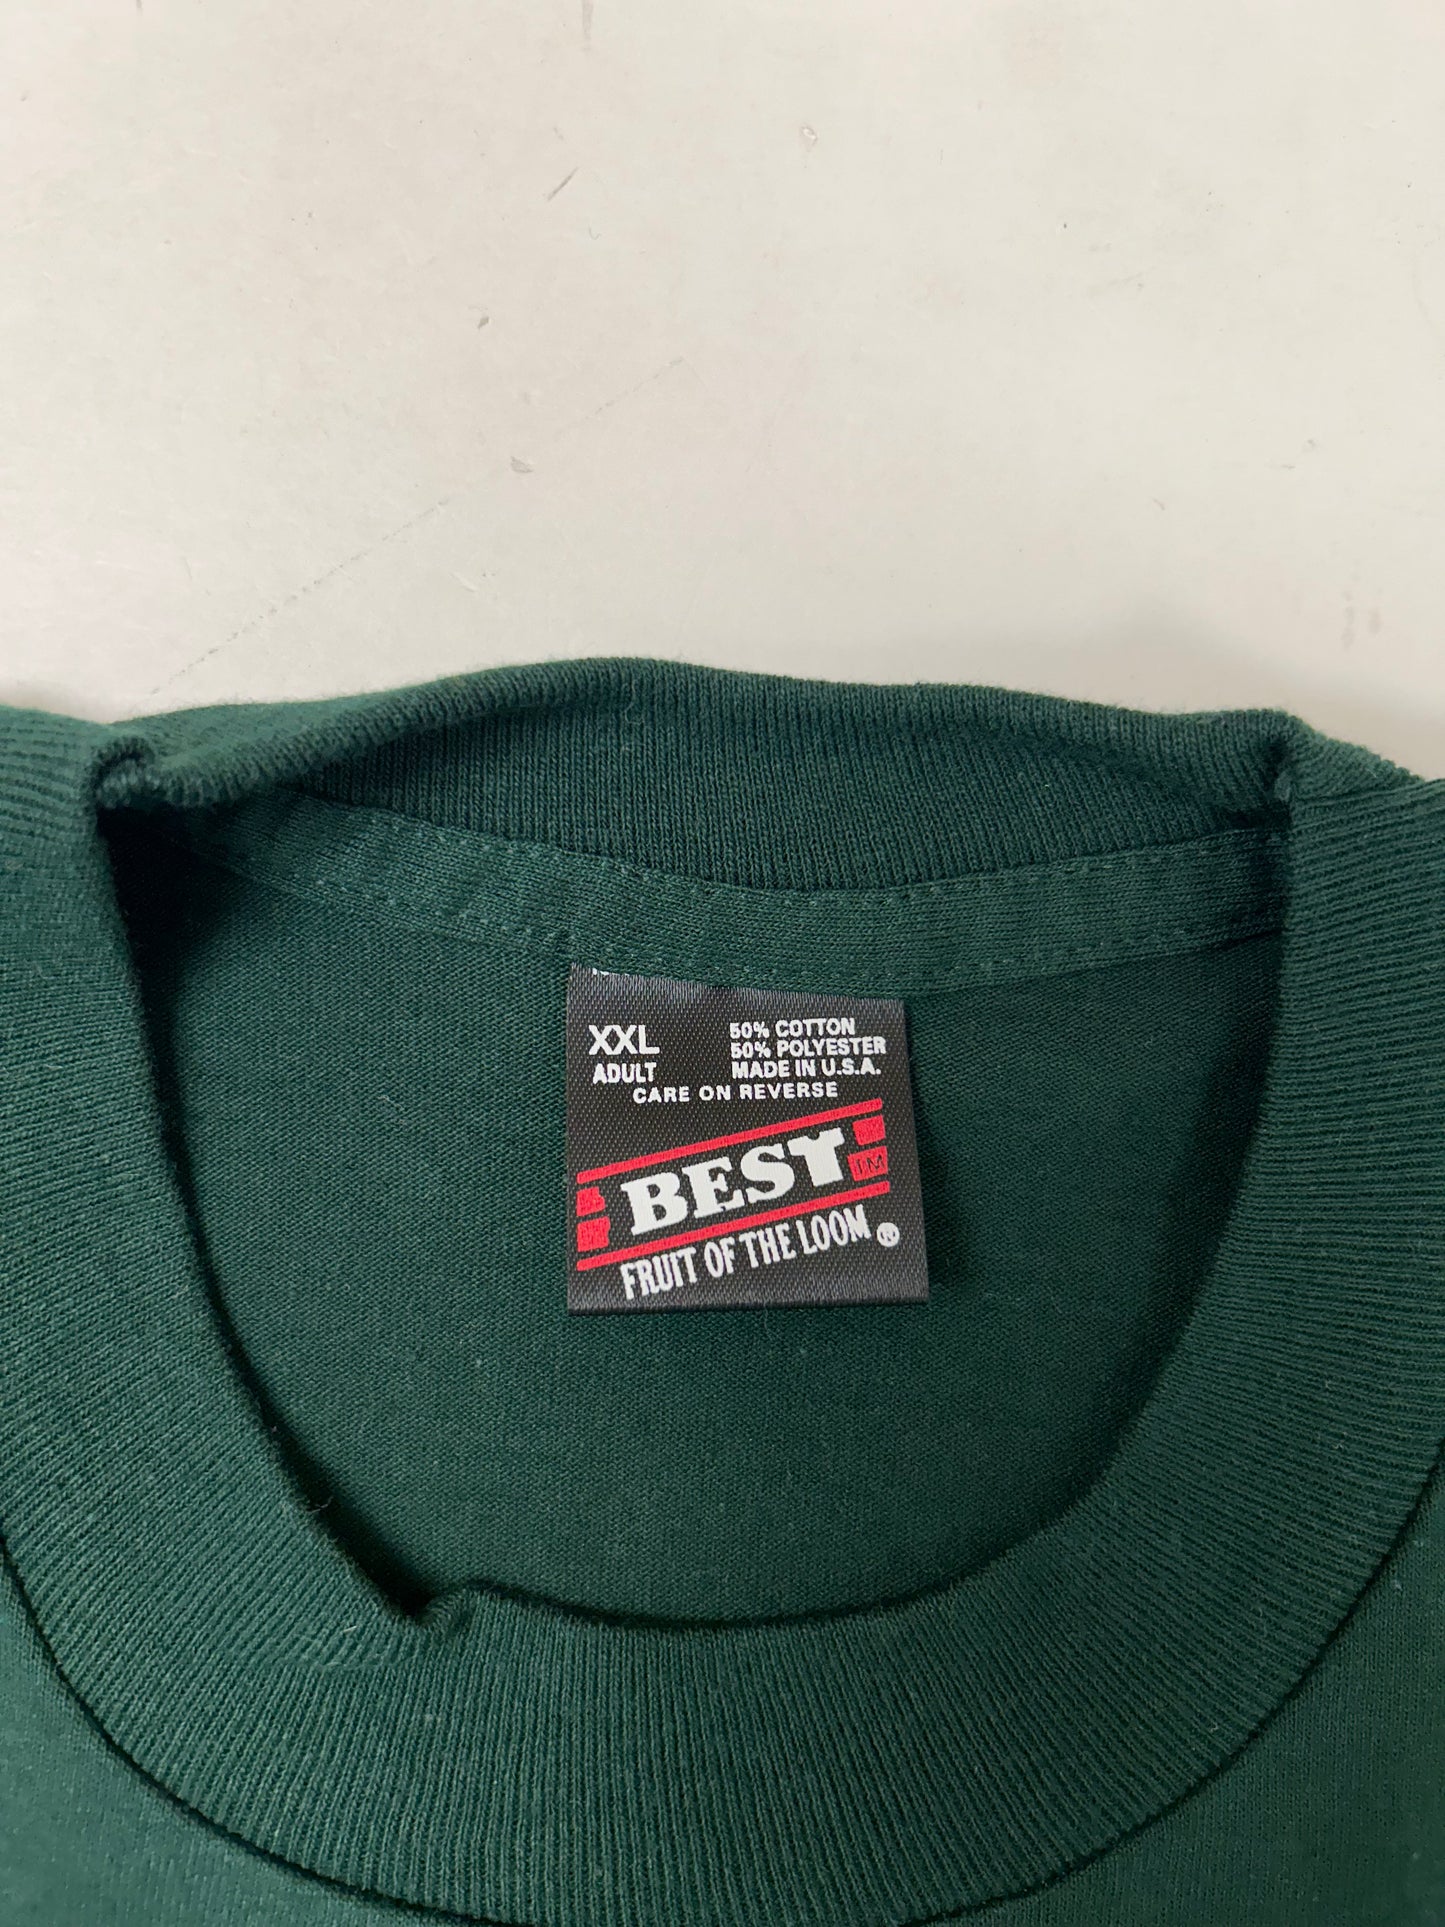 XXL
ADULT
50% COTTON
50% POLYESTER
MADE IN U.S.A.
CARE ON REVERSE
BEST TM
FRUIT OF THE LOOM ®